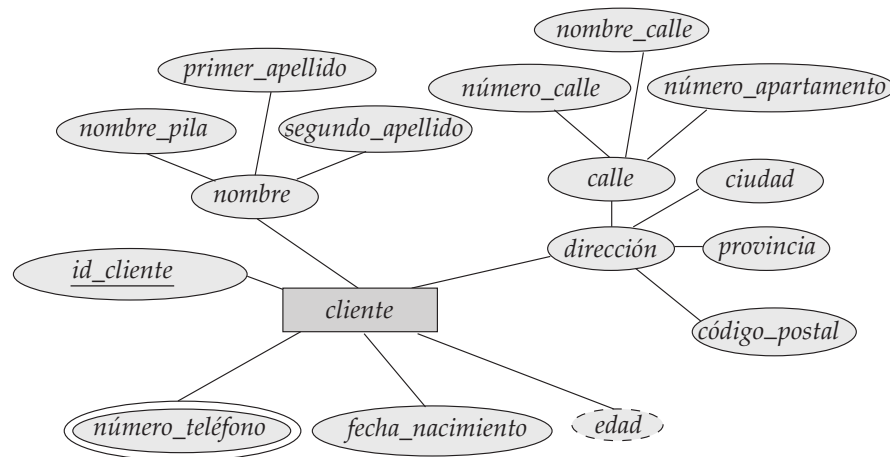 nombre_calle
primer_apellido
número_calle
número_apartamento
nombre_pila
segundo_apellido
nombre
calle
ciudad
dirección
provincia
id_cliente
cliente
código_postal
número_teléfono
fecha_nacimiento
edad